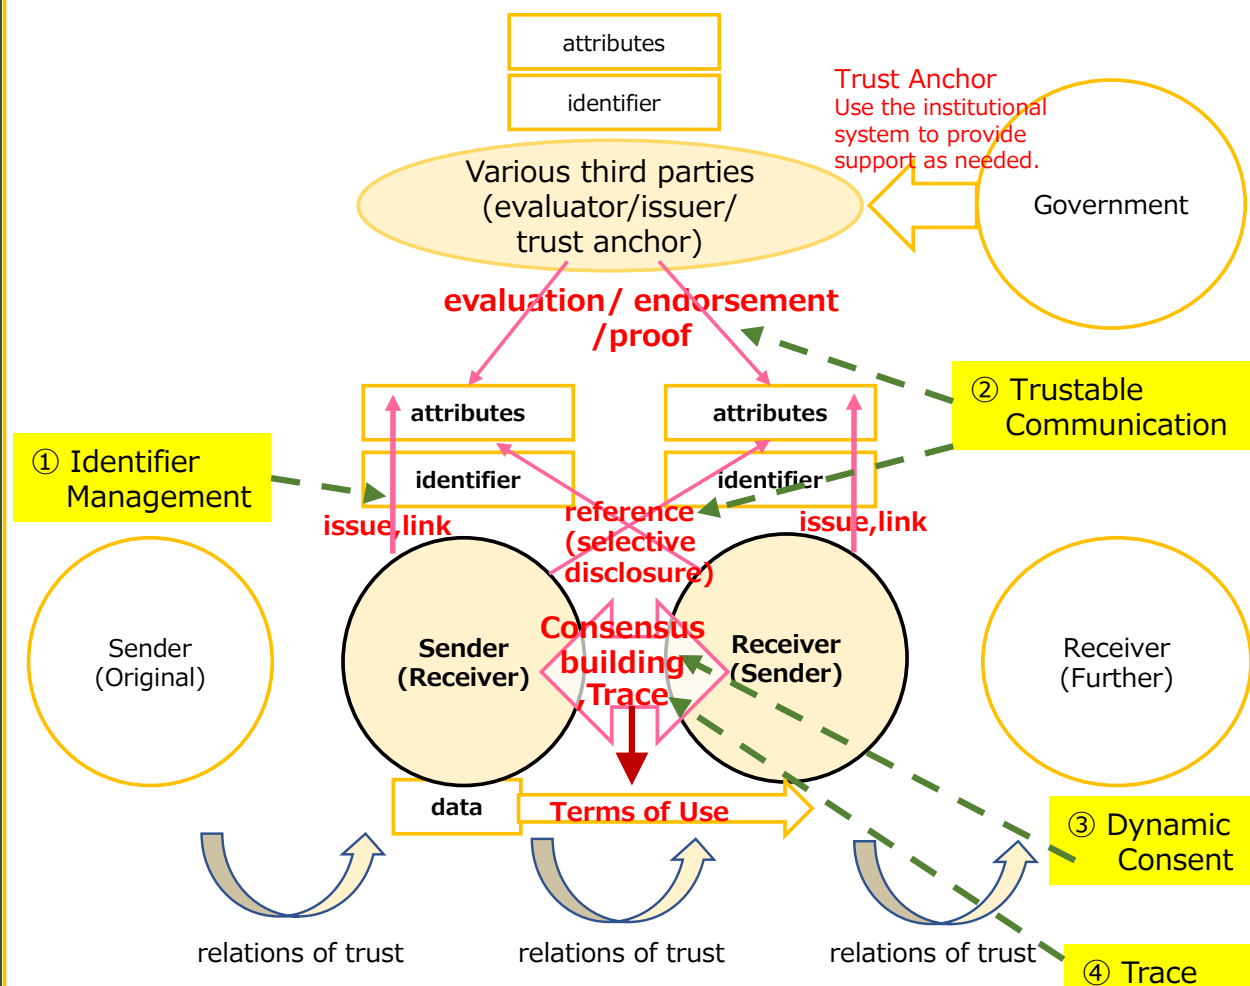 attributes
identifier
Trust Anchor
Use the institutional
system to provide
support as needed.
Various third parties
(evaluator/issuer/
trust anchor)
Government
evaluation/ endorsement
/proof
② Trustable
Communication
attributes
attributes
① Identifier
Management
identifier
identifier
issue,link
reference
(selective
disclosure)
issue,link
Sender
(Original)
Sender
(Receiver)
Consensus
building
,Trace
Receiver
(Sender)
Receiver
(Further)
data
Terms of Use
③ Dynamic
Consent
relations of trust
relations of trust
relations of trust
④ Trace